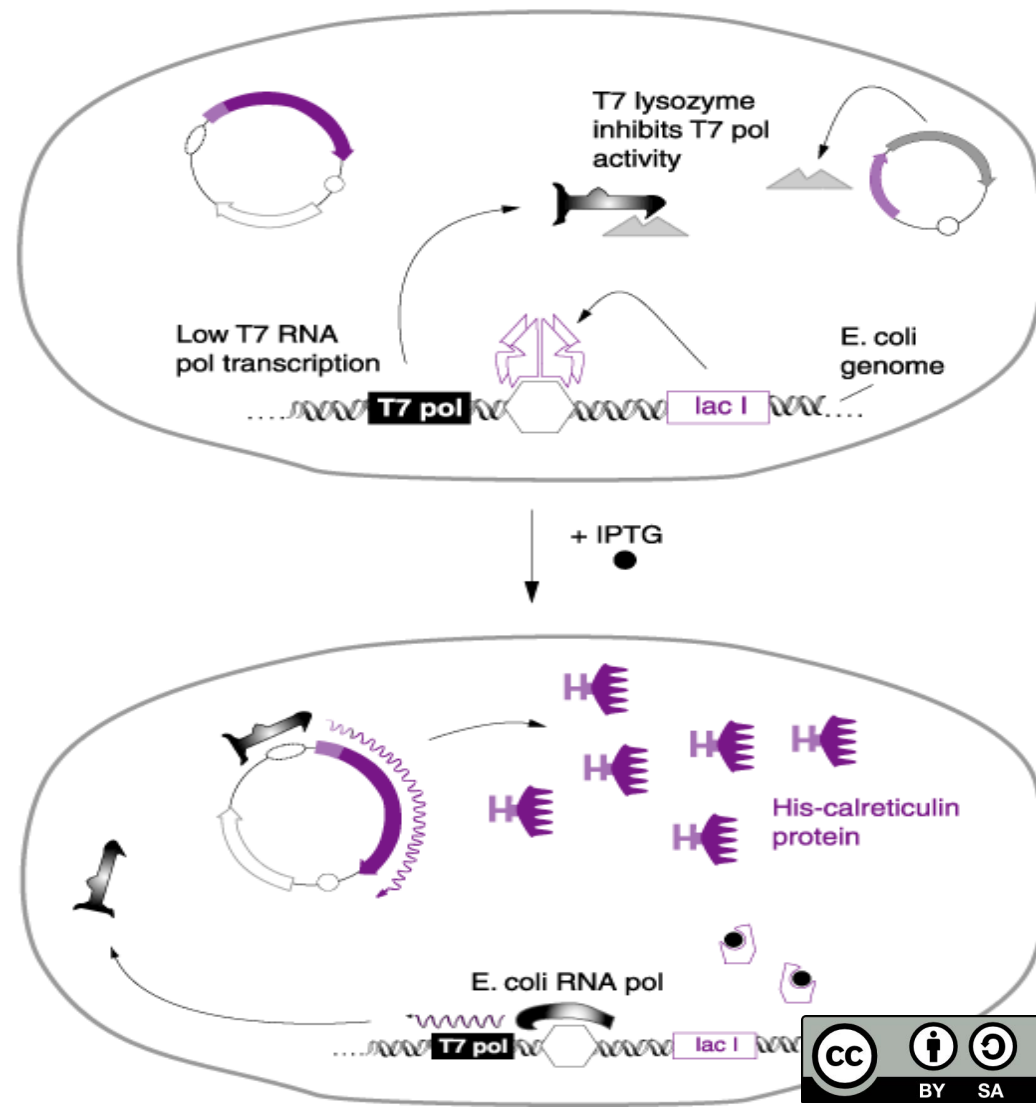 T7 lysozyme
inhibits T7 pol
activity
Low T7 RNA
pol transcription
E. coli
genome
.... T7 pol lac I ....
+ IPTG
H
H H
H
H
H
His-calreticulin
protein
E. coli RNA pol
.... T7 pol lac I
cc
BY SA